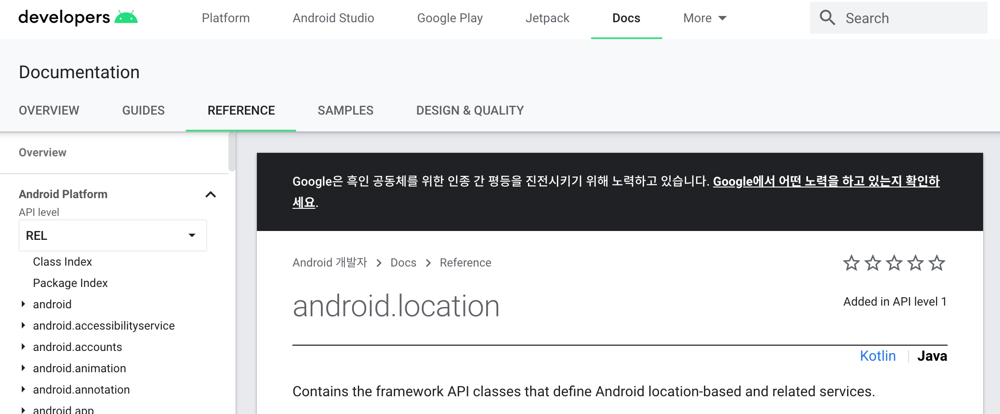 developers
Platform
Android Studio
Google Play
Jetpack
Docs
More
Search
Documentation
OVERVIEW
GUIDES
REFERENCE
SAMPLES
DESIGN & QUALITY
Overview
Android Platform
API level
REL
Class Index
Package Index
android
android.accessibilityservice
android.accounts
android.animation
android.annotation
android.app
Google은 흑인 공동체를 위한 인종 간 평등을 진전시키기 위해 노력하고 있습니다. Google에서 어떤 노력을 하고 있는지 확인하
세요.
Android 개발자 > Docs > Reference
android.location
Added in API level 1
Kotlin | Java
Contains the framework API classes that define Android location-based and related services.